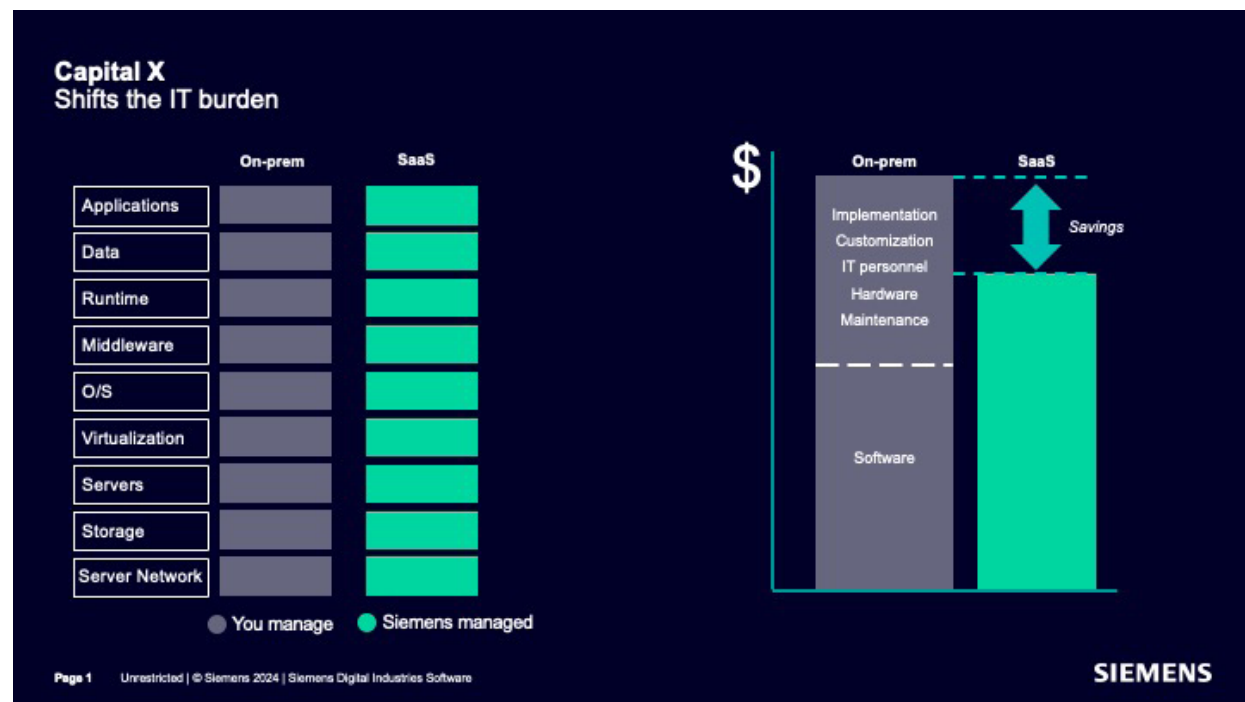 Capital X
Shifts the IT burden
On-prem
SaaS
Applications
Data
Runtime
Middleware
O/S
Virtualization
Servers
Storage
Server Network
You manage
Siemens managed
$
On-prem
SaaS
Implementation
Customization
IT personnel
Hardware
Maintenance
Software
Savings
Page 1 Unrestricted | © Siemens 2024 | Siemens Digital Industries Software
SIEMENS